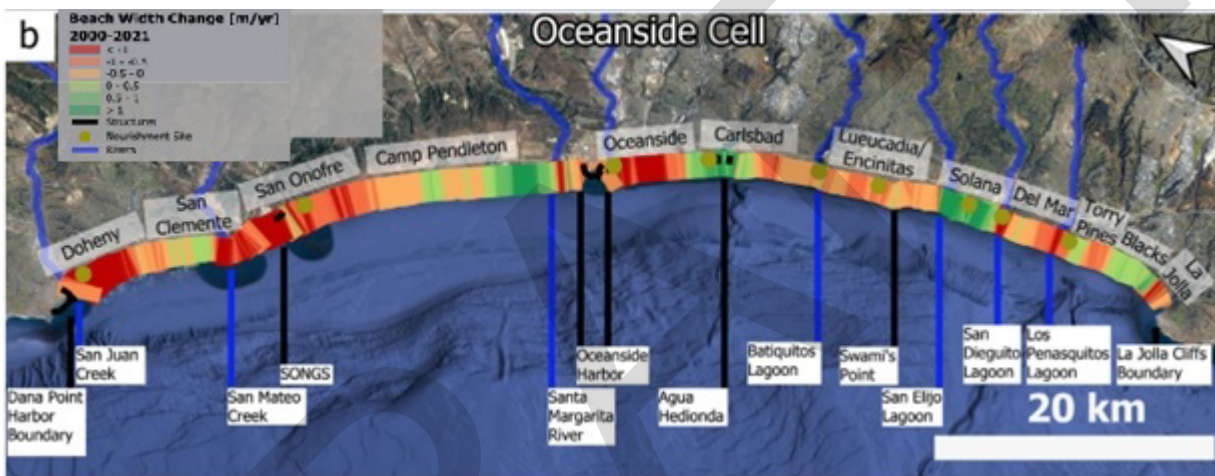 b
Beach Width Change [m/yr]
2000-2021
< -1
-1 - -0.5
-0.5 - 0
0 - 0.5
0.5 - 1
> 1
Structures
Nourishment Site
Rivers
Oceanside Cell
Doheny
San
Clemente
San Onofre
Camp Pendleton
Oceanside
Carlsbad
Lueucadia/
Encinitas
Solana
Del Mar
Torry
Pines
Blacks
La
Jolla
San Juan
Creek
Dana Point
Harbor
Boundary
San Mateo
Creek
SONGS
Santa
Margarita
River
Oceanside
Harbor
Agua
Hedionda
Batiquitos
Lagoon
Swami's
Point
San Elijo
Lagoon
San
Dieguito
Lagoon
Los
Penasquitos
Lagoon
La Jolla Cliffs
Boundary
20 km